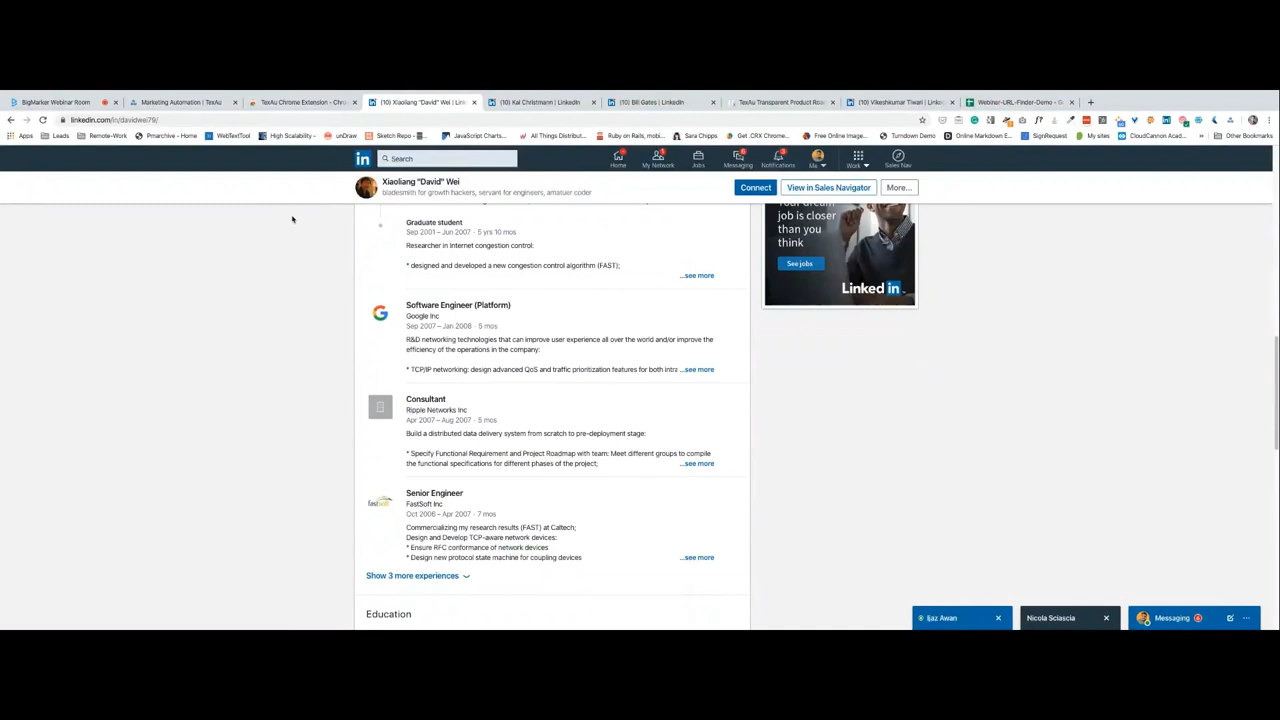 BigMarker Webinar Room
Marketing Automation | TexAu
TexAu Chrome Extension - Chro
(10) Xiaoliang "David" Wei | Link
(10) Kai Christmann | LinkedIn
(10) Bill Gates | LinkedIn
TexAu Transparent Product Roa
(10) Vikeshkumar Tiwari | Linked
Webinar-URL-Finder-Demo - G
linkedin.com/in/davidwei79/
Apps
Leads
Remote-Work
Pmarchive - Home
WebTextTool
High Scalability -
unDraw
Sketch Repo -
JavaScript Charts...
All Things Distribut...
Ruby on Rails, mobi...
Sara Chipps
Get .CRX Chrome...
Free Online Image...
Turndown Demo
Online Markdown E...
SignRequest
My sites
CloudCannon Acad...
Other Bookmarks
in
Search
Home
My Network
Jobs
Messaging
Notifications
Me
Work
Sales Nav
Xiaoliang "David" Wei
bladesmith for growth hackers, servant for engineers, amatuer coder
Connect
View in Sales Navigator
More...
Graduate student
Sep 2001 – Jun 2007 · 5 yrs 10 mos
Researcher in Internet congestion control:
* designed and developed a new congestion control algorithm (FAST);
...see more
Software Engineer (Platform)
Google Inc
Sep 2007 – Jan 2008 · 5 mos
R&D networking technologies that can improve user experience all over the world and/or improve the
efficiency of the operations in the company:
* TCP/IP networking: design advanced QoS and traffic prioritization features for both intra ...see more
Consultant
Ripple Networks Inc
Apr 2007 – Aug 2007 · 5 mos
Build a distributed data delivery system from scratch to pre-deployment stage:
* Specify Functional Requirement and Project Roadmap with team: Meet different groups to compile
the functional specifications for different phases of the project;
...see more
fastsoft
Senior Engineer
FastSoft Inc
Oct 2006 – Apr 2007 · 7 mos
Commercializing my research results (FAST) at Caltech;
Design and Develop TCP-aware network devices:
* Ensure RFC conformance of network devices
* Design new protocol state machine for coupling devices
...see more
Show 3 more experiences
Education
Your dream
job is closer
than you
think
See jobs
Linked in
Ijaz Awan
Nicola Sciascia
Messaging